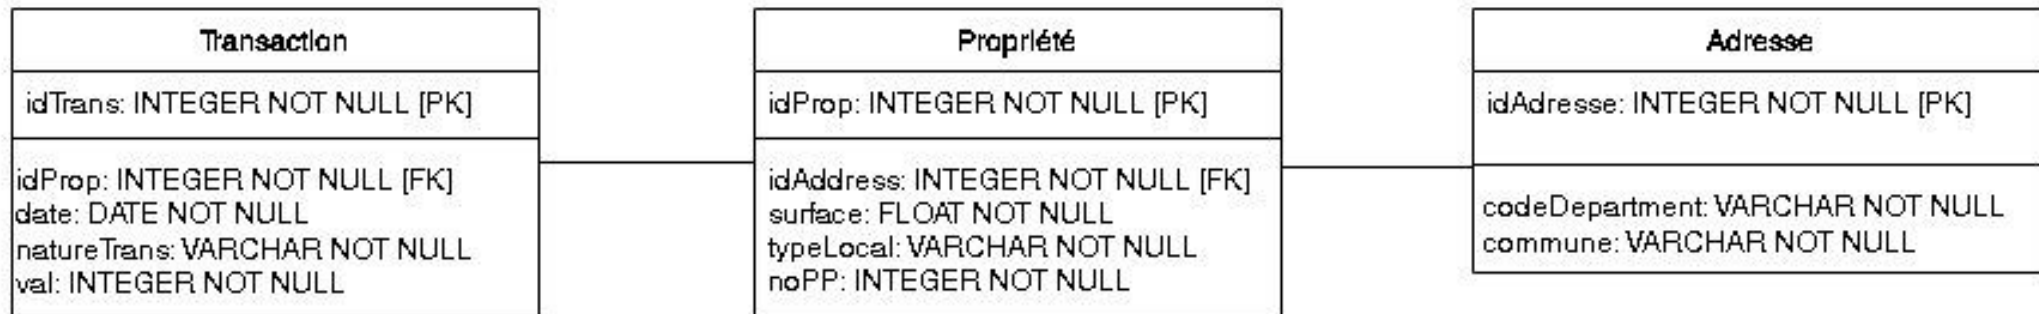 Transaction
idTrans: INTEGER NOT NULL [PK]
idProp: INTEGER NOT NULL [FK]
date: DATE NOT NULL
natureTrans: VARCHAR NOT NULL
val: INTEGER NOT NULL
Propriété
idProp: INTEGER NOT NULL [PK]
idAddress: INTEGER NOT NULL [FK]
surface: FLOAT NOT NULL
typeLocal: VARCHAR NOT NULL
noPP: INTEGER NOT NULL
Adresse
idAdresse: INTEGER NOT NULL [PK]
codeDepartment: VARCHAR NOT NULL
commune: VARCHAR NOT NULL